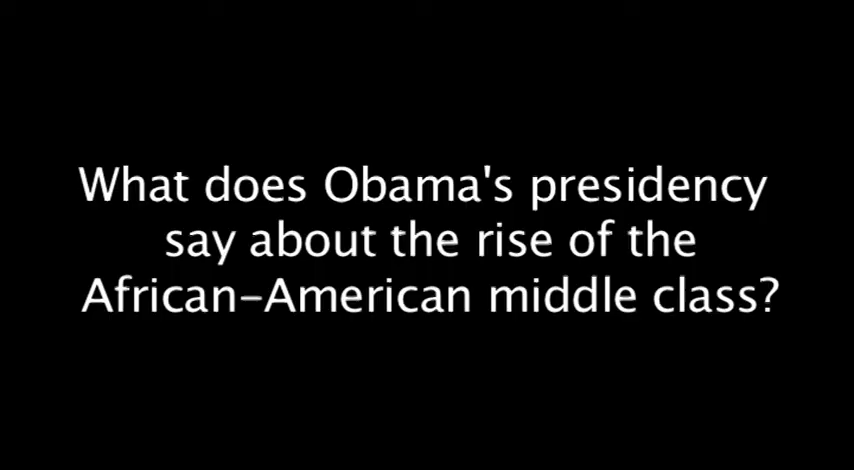 What does Obama's presidency
say about the rise of the
African-American middle class?